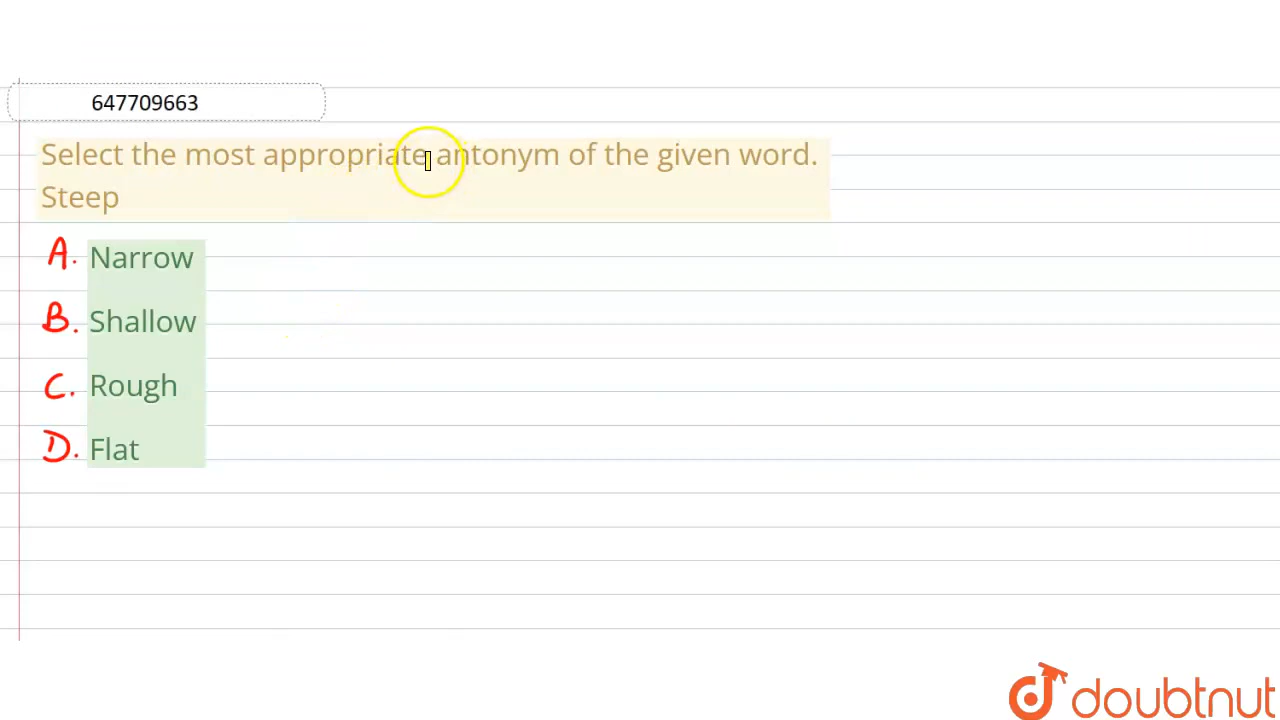 647709663
Select the most appropriate antonym of the given word.
Steep
A. Narrow
B. Shallow
C. Rough
D. Flat
doubtnut